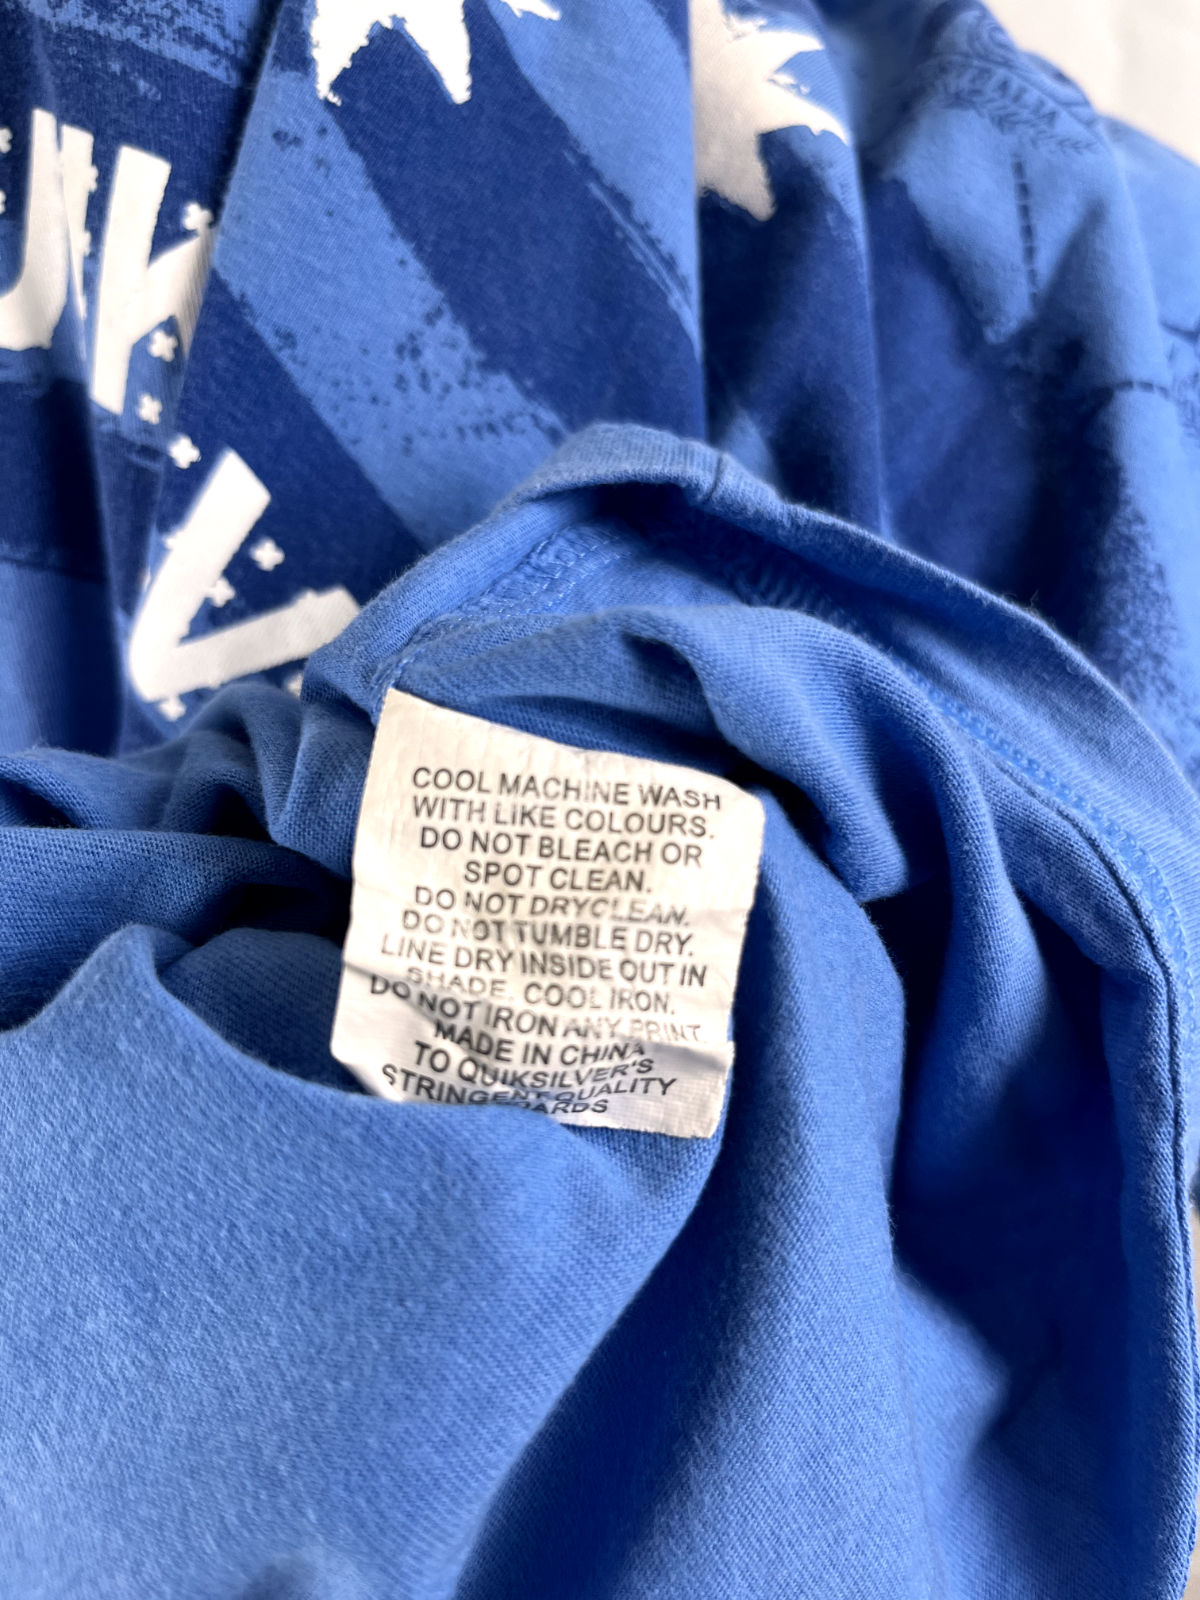 UK
COOL MACHINE WASH
WITH LIKE COLOURS.
DO NOT BLEACH OR
SPOT CLEAN.
DO NOT DRYCLEAN.
DO NOT TUMBLE DRY.
LINE DRY INSIDE OUT IN
SHADE. COOL IRON.
DO NOT IRON ANY PRINT.
MADE IN CHINA
TO QUIKSILVER'S
STRINGENT QUALITY